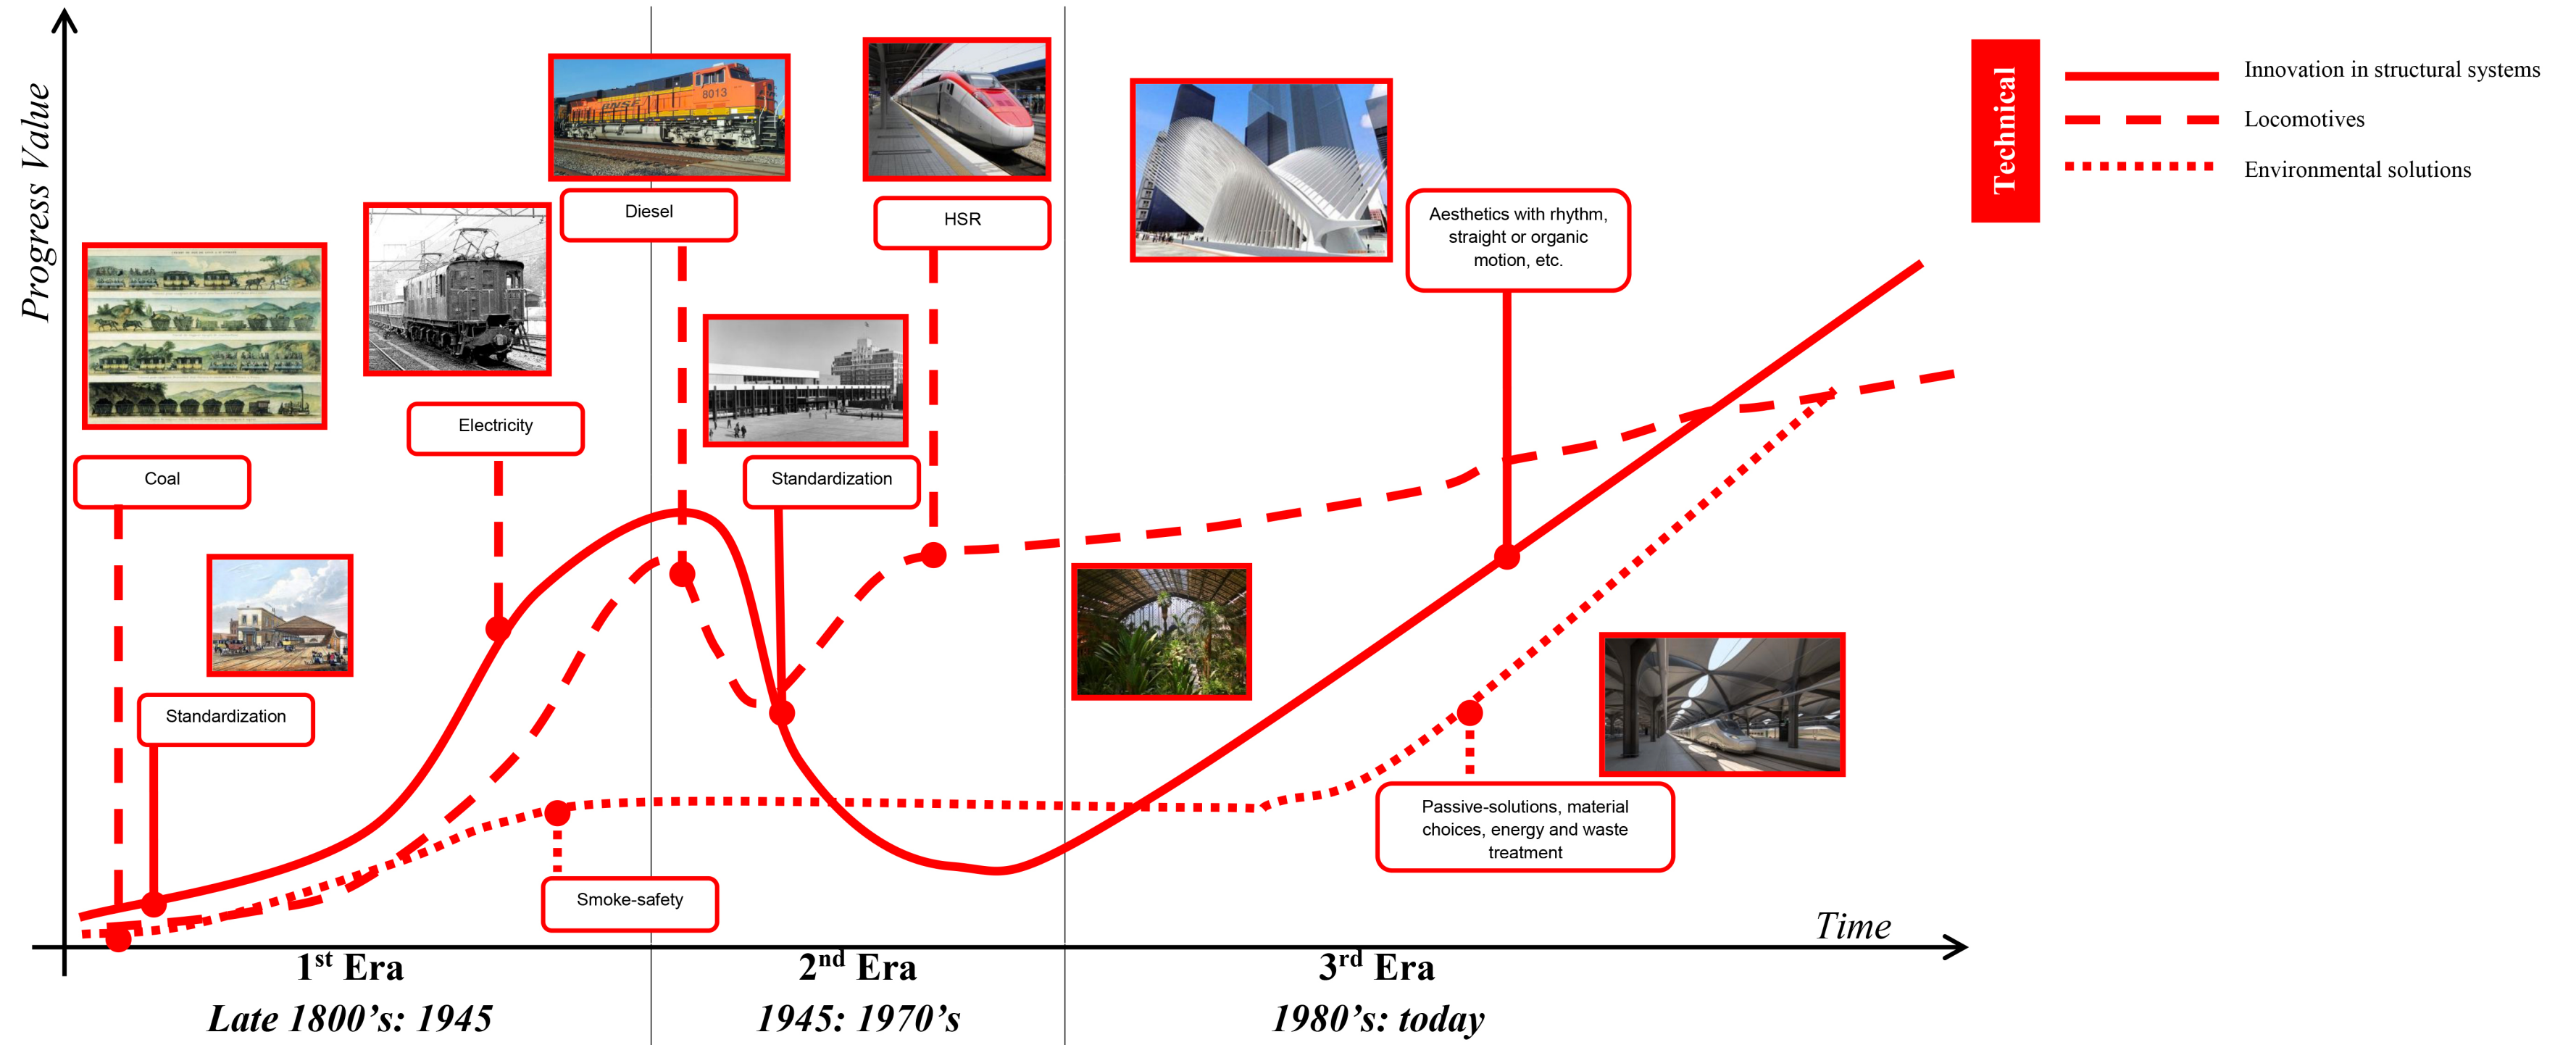 Progress Value
Coal
Standardization
Electricity
Diesel
8013
Standardization
HSR
Smoke-safety
Aesthetics with rhythm,
straight or organic
motion, etc.
Passive-solutions, material
choices, energy and waste
treatment
Time
1st Era
Late 1800’s: 1945
2nd Era
1945: 1970’s
3rd Era
1980’s: today
Technical
Innovation in structural systems
Locomotives
Environmental solutions